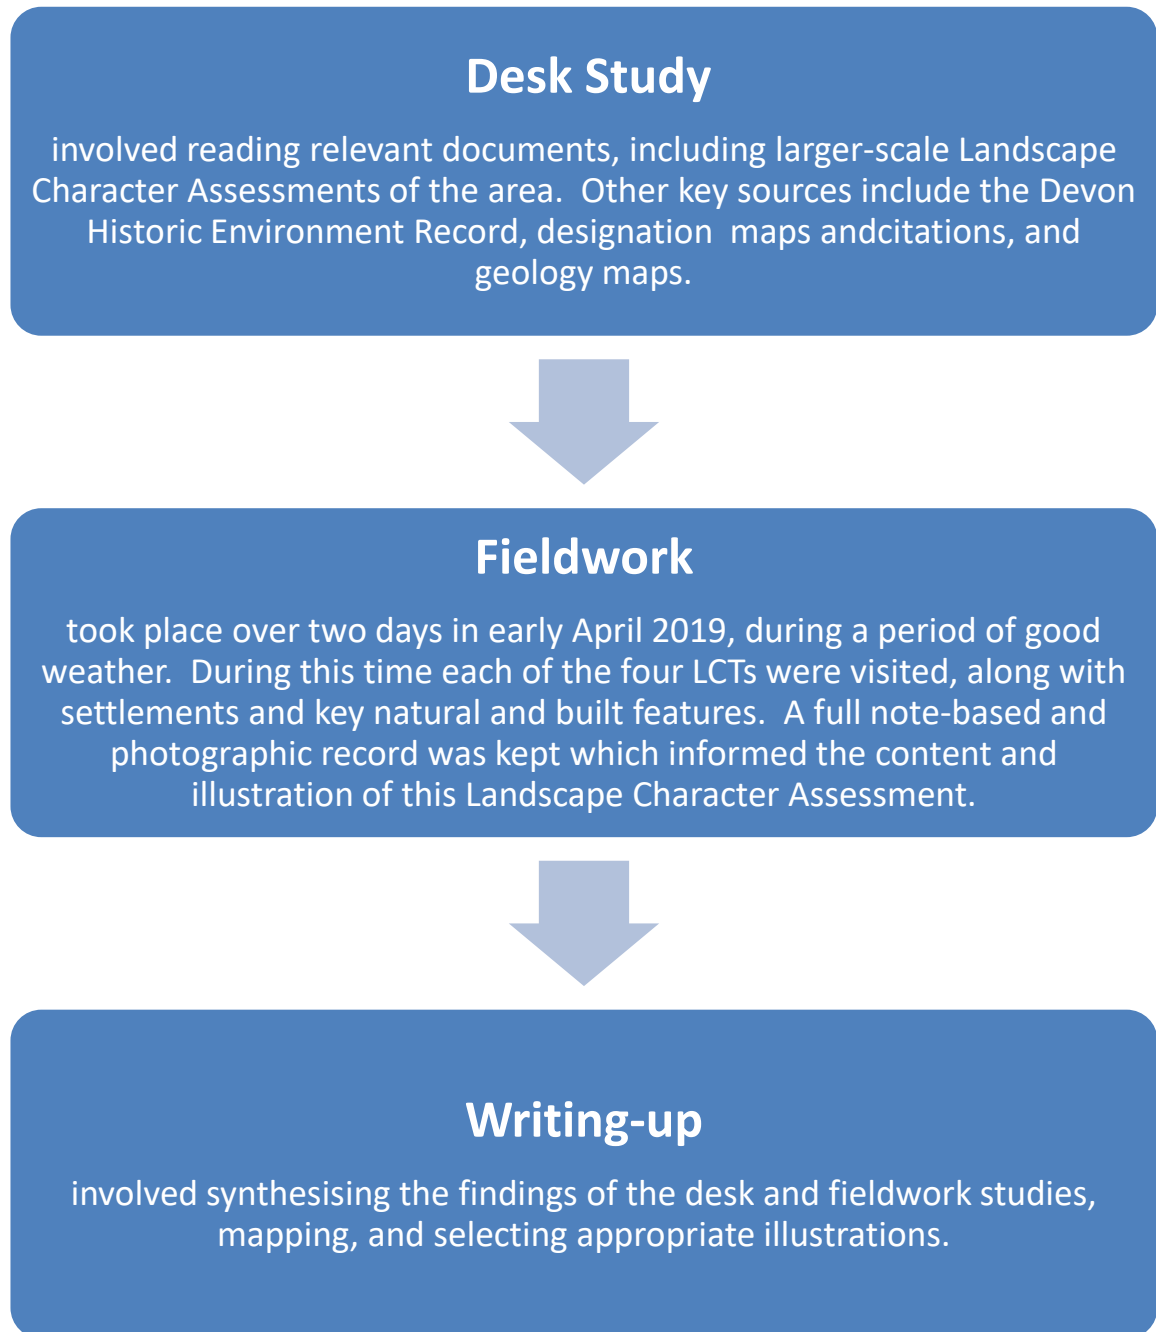 Desk Study
involved reading relevant documents, including larger-scale Landscape
Character Assessments of the area.  Other key sources include the Devon
Historic Environment Record, designation  maps andcitations, and
geology maps.
Fieldwork
took place over two days in early April 2019, during a period of good
weather.  During this time each of the four LCTs were visited, along with
settlements and key natural and built features.  A full note-based and
photographic record was kept which informed the content and
illustration of this Landscape Character Assessment.
Writing-up
involved synthesising the findings of the desk and fieldwork studies,
mapping, and selecting appropriate illustrations.